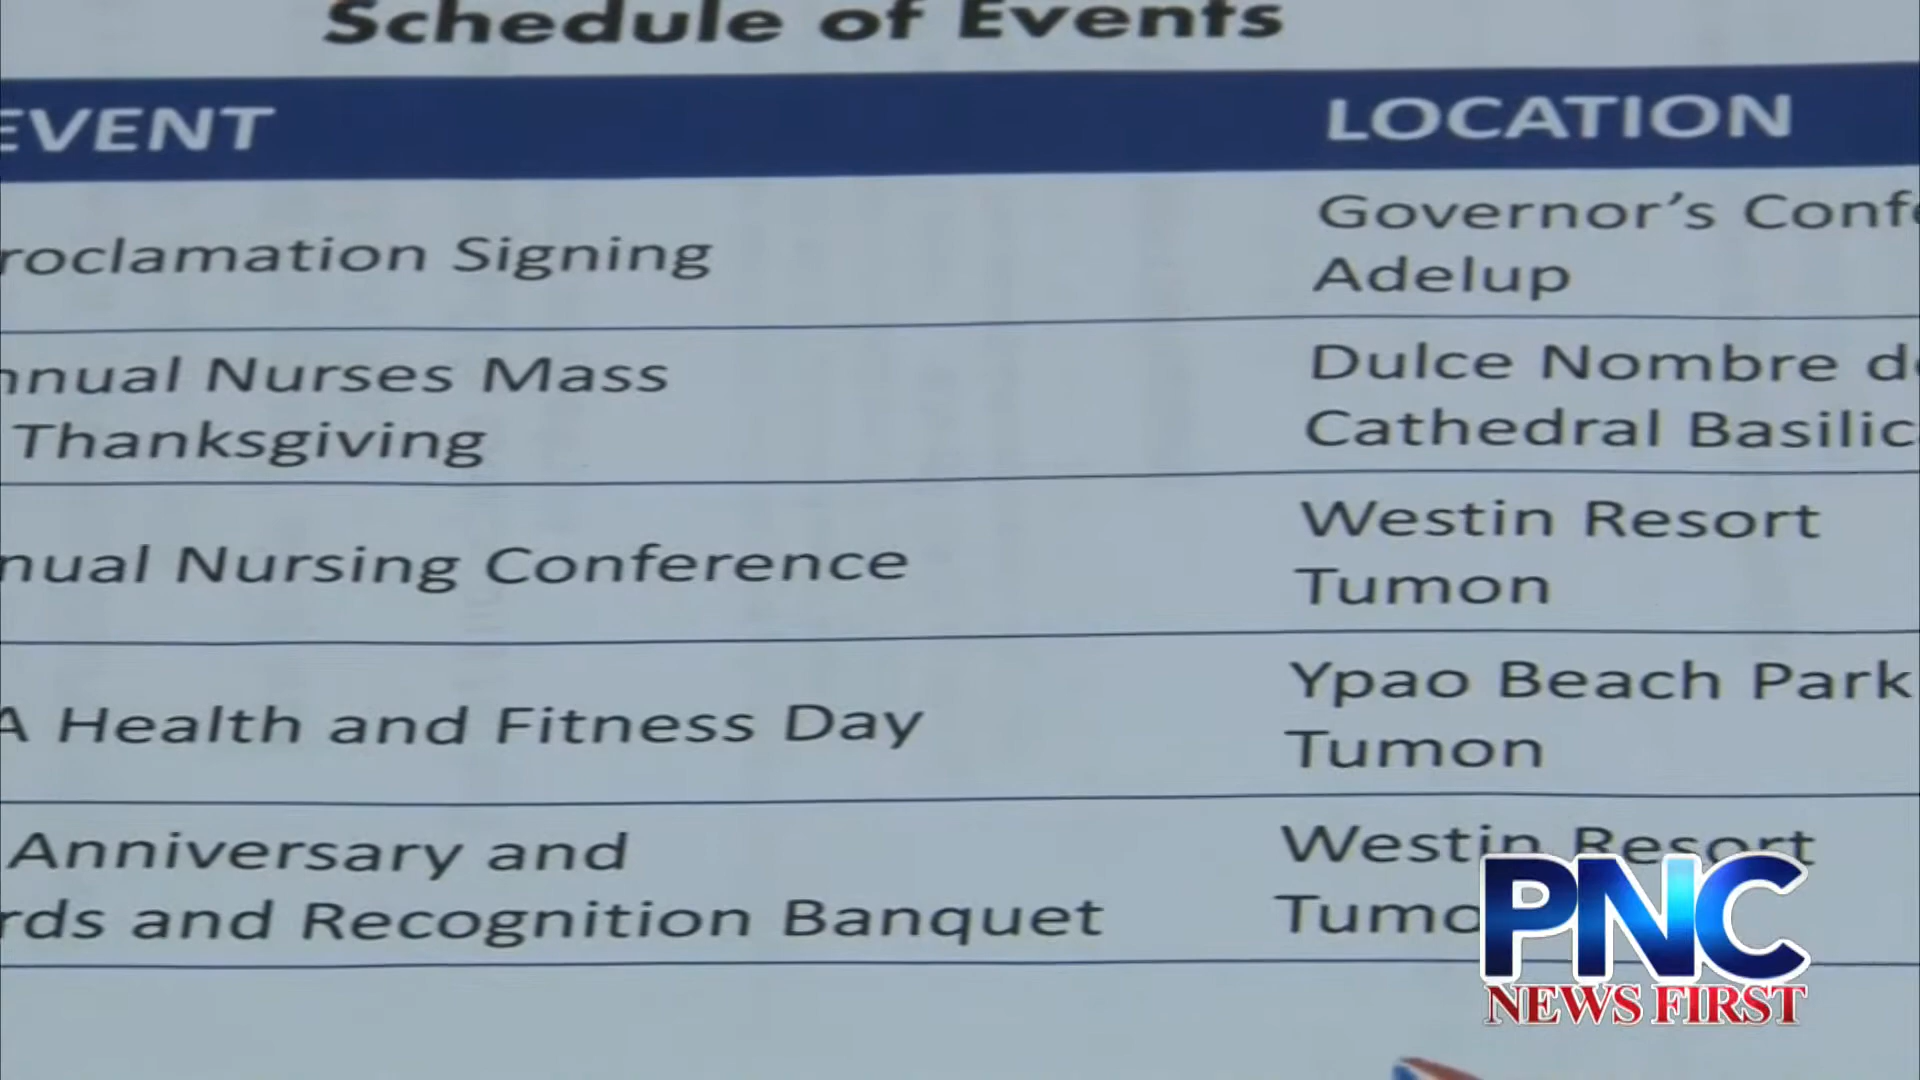 Schedule of Events
EVENT LOCATION
roclamation Signing
Governor's Conf
Adelup
nnual Nurses Mass
Thanksgiving
Dulce Nombre d
Cathedral Basilic
nual Nursing Conference
Westin Resort
Tumon
A Health and Fitness Day
Ypao Beach Park
Tumon
Anniversary and
rds and Recognition Banquet
Westin Resort
Tumo
PNC
NEWS FIRST